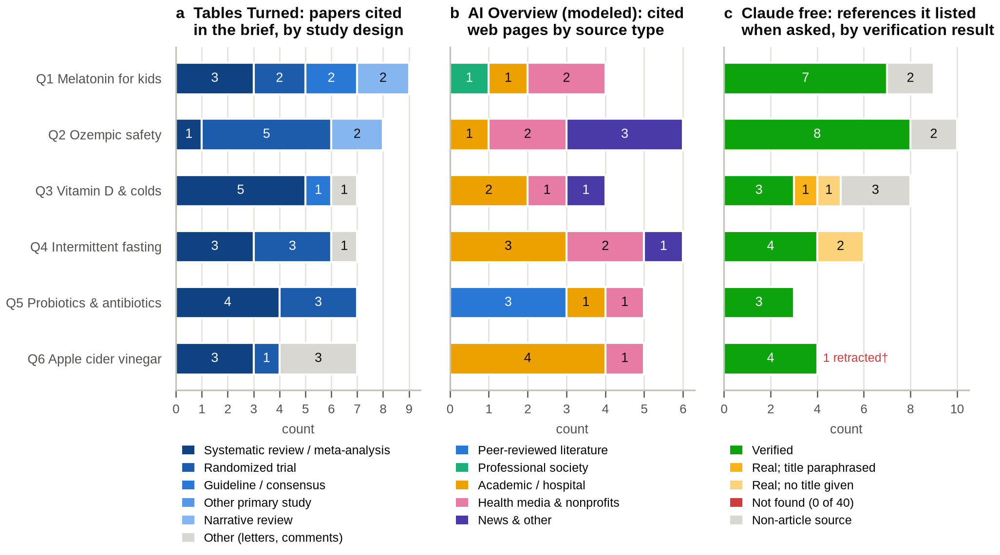 a Tables Turned: papers cited
in the brief, by study design
b AI Overview (modeled): cited
web pages by source type
c Claude free: references it listed
when asked, by verification result
Q1 Melatonin for kids
3 2 2 2
1 1 2
7 2
Q2 Ozempic safety
1 5 2
1 2 3
8 2
Q3 Vitamin D & colds
5 1 1
2 1 1
3 1 1 3
Q4 Intermittent fasting
3 3 1
3 2 1
4 2
Q5 Probiotics & antibiotics
4 3
3 1 1
3
Q6 Apple cider vinegar
3 1 3
4 1
4 1 retracted†
0 1 2 3 4 5 6 7 8 9
0 1 2 3 4 5 6
0 2 4 6 8 10
count
count
count
Systematic review / meta-analysis
Randomized trial
Guideline / consensus
Other primary study
Narrative review
Other (letters, comments)
Peer-reviewed literature
Professional society
Academic / hospital
Health media & nonprofits
News & other
Verified
Real; title paraphrased
Real; no title given
Not found (0 of 40)
Non-article source